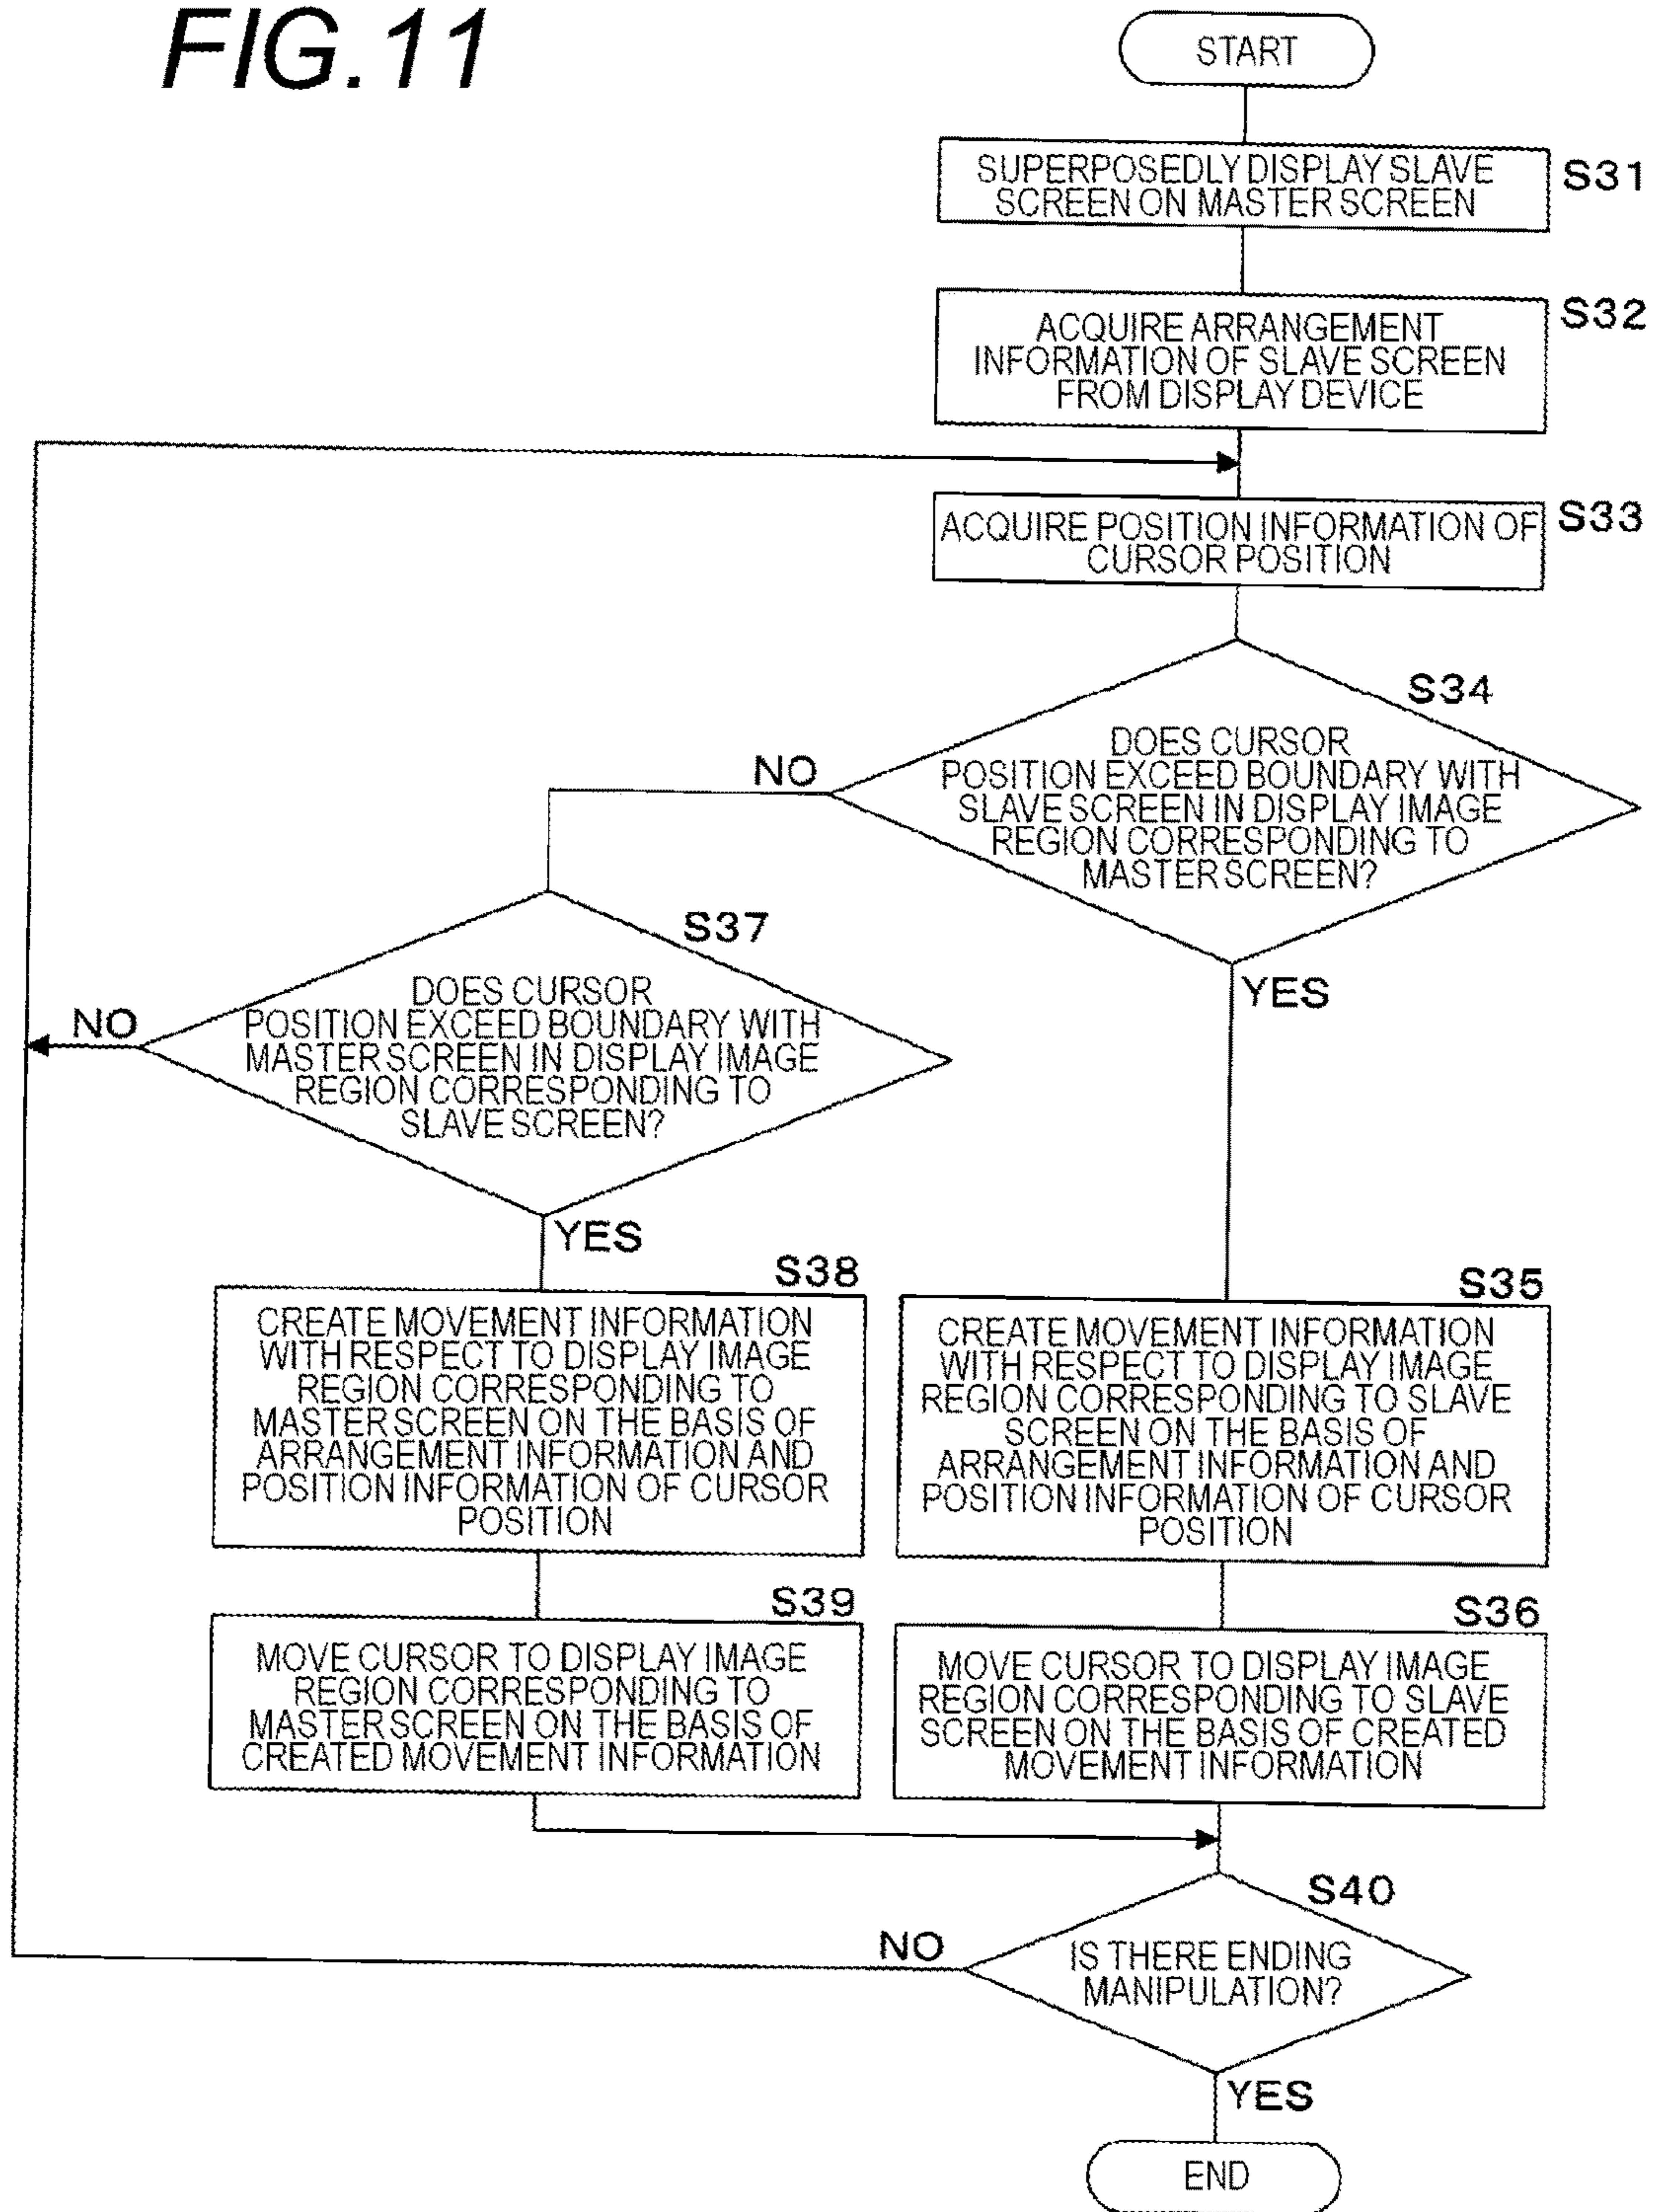 FIG.11
START
SUPERPOSEDLY DISPLAY SLAVE
SCREEN ON MASTER SCREEN
S31
ACQUIRE ARRANGEMENT
INFORMATION OF SLAVE SCREEN
FROM DISPLAY DEVICE
S32
ACQUIRE POSITION INFORMATION OF
CURSOR POSITION
S33
S34
DOES CURSOR
POSITION EXCEED BOUNDARY WITH
SLAVE SCREEN IN DISPLAY IMAGE
REGION CORRESPONDING TO
MASTER SCREEN?
NO
YES
S37
DOES CURSOR
POSITION EXCEED BOUNDARY WITH
MASTER SCREEN IN DISPLAY IMAGE
REGION CORRESPONDING TO
SLAVE SCREEN?
NO
YES
S38
CREATE MOVEMENT INFORMATION
WITH RESPECT TO DISPLAY IMAGE
REGION CORRESPONDING TO
MASTER SCREEN ON THE BASIS OF
ARRANGEMENT INFORMATION AND
POSITION INFORMATION OF CURSOR
POSITION
S35
CREATE MOVEMENT INFORMATION
WITH RESPECT TO DISPLAY IMAGE
REGION CORRESPONDING TO SLAVE
SCREEN ON THE BASIS OF
ARRANGEMENT INFORMATION AND
POSITION INFORMATION OF CURSOR
POSITION
S39
MOVE CURSOR TO DISPLAY IMAGE
REGION CORRESPONDING TO
MASTER SCREEN ON THE BASIS OF
CREATED MOVEMENT INFORMATION
S36
MOVE CURSOR TO DISPLAY IMAGE
REGION CORRESPONDING TO SLAVE
SCREEN ON THE BASIS OF CREATED
MOVEMENT INFORMATION
S40
IS THERE ENDING
MANIPULATION?
NO
YES
END